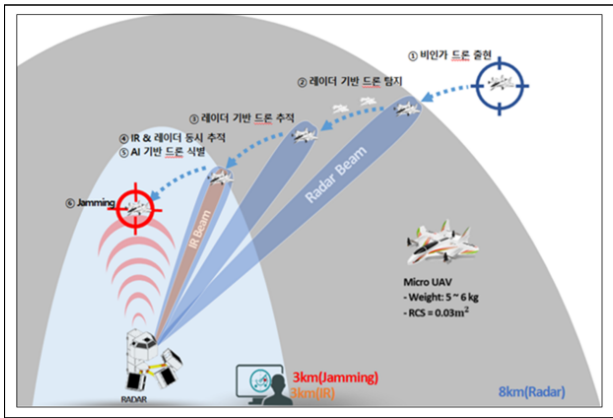 ① 비인가 드론 출현
② 레이더 기반 드론 탐지
③ 레이더 기반 드론 추적
④ IR & 레이더 동시 추적
⑤ AI 기반 드론 식별
⑥ Jamming
IR Beam
Radar Beam
Micro UAV
- Weight: 5 ~ 6 kg
- RCS = 0.03m²
RADAR
3km(Jamming)
3km(IR)
8km(Radar)